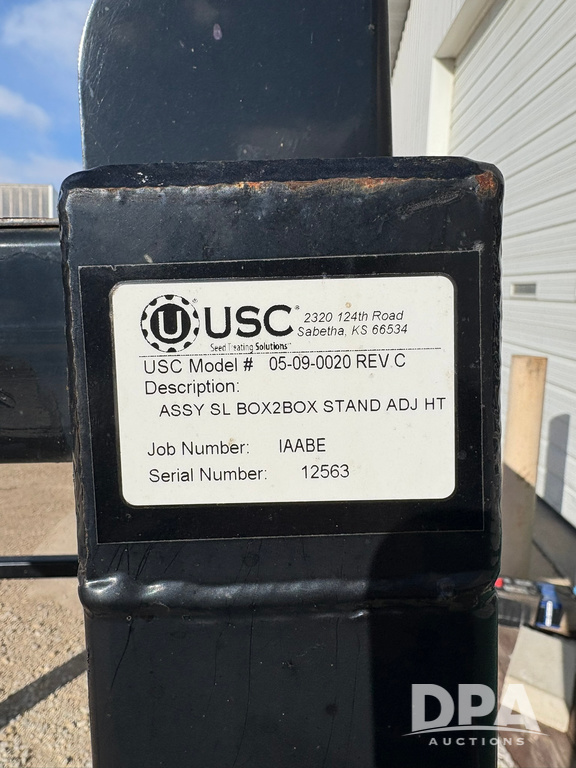 U USC®
2320 124th Road
Sabetha, KS 66534
Seed Treating Solutions™
USC Model # 05-09-0020 REV C
Description:
ASSY SL BOX2BOX STAND ADJ HT
Job Number: IAABE
Serial Number: 12563
DPA
AUCTIONS